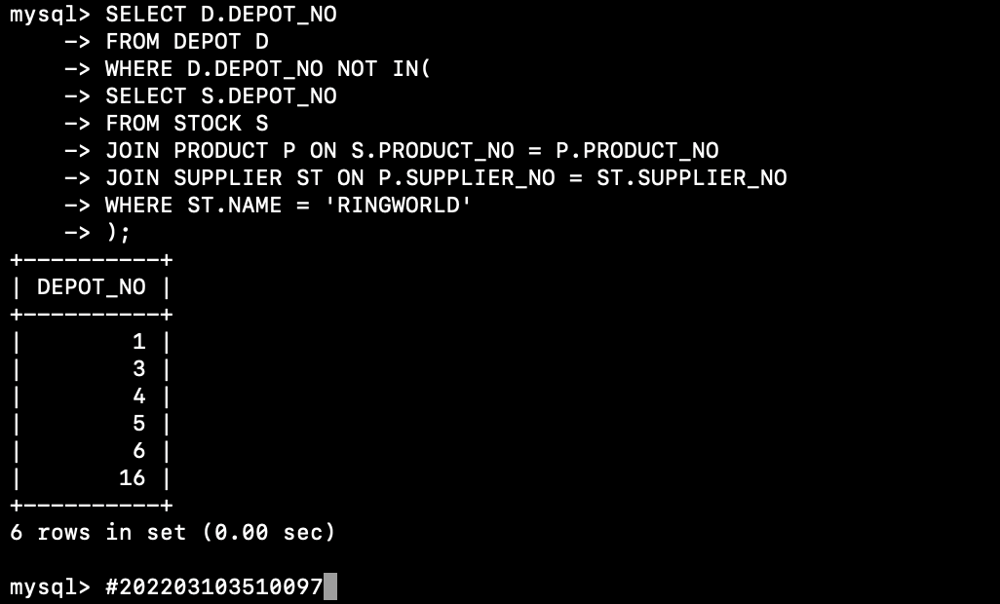 mysql> SELECT D.DEPOT_NO
    -> FROM DEPOT D
    -> WHERE D.DEPOT_NO NOT IN(
    -> SELECT S.DEPOT_NO
    -> FROM STOCK S
    -> JOIN PRODUCT P ON S.PRODUCT_NO = P.PRODUCT_NO
    -> JOIN SUPPLIER ST ON P.SUPPLIER_NO = ST.SUPPLIER_NO
    -> WHERE ST.NAME = 'RINGWORLD'
    -> );
+----------+
| DEPOT_NO |
+----------+
|        1 |
|        3 |
|        4 |
|        5 |
|        6 |
|       16 |
+----------+
6 rows in set (0.00 sec)

mysql> #202203103510097